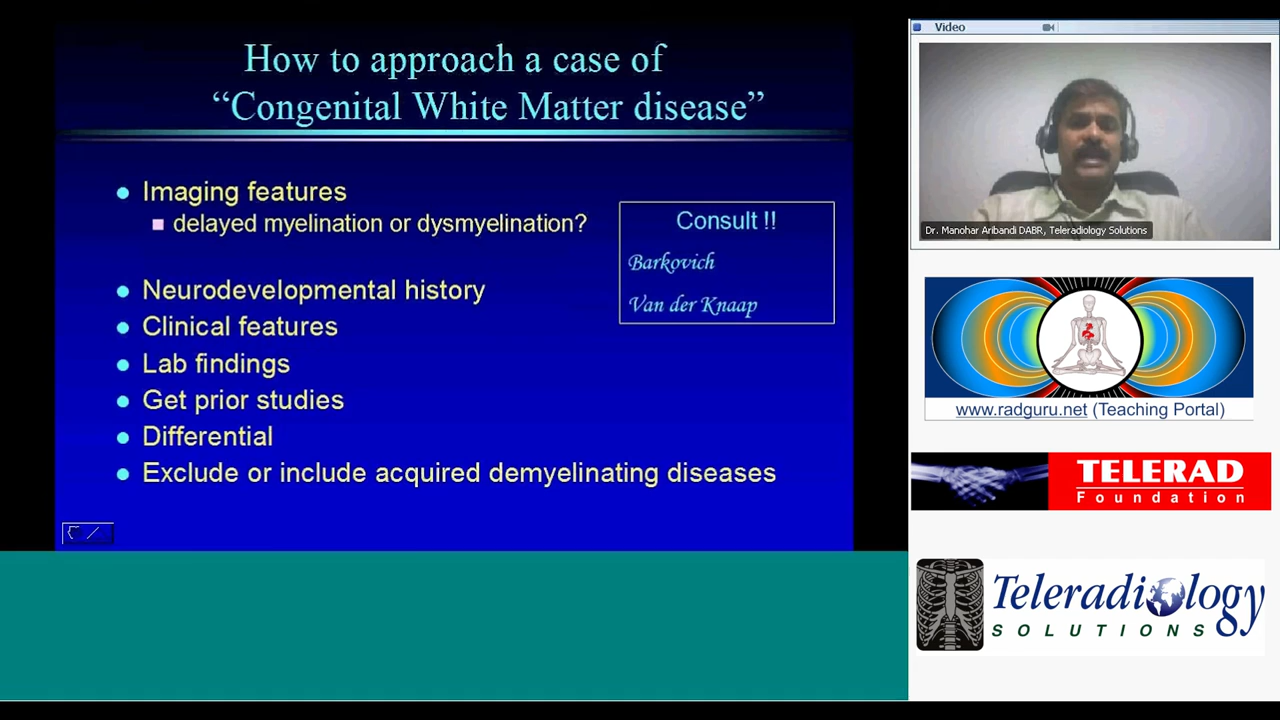 How to approach a case of
“Congenital White Matter disease”
Imaging features
delayed myelination or dysmyelination?
Consult !!
Barkovich
Van der Knaap
Neurodevelopmental history
Clinical features
Lab findings
Get prior studies
Differential
Exclude or include acquired demyelinating diseases
Video
Dr. Manohar Aribandi DABR, Teleradiology Solutions
www.radguru.net (Teaching Portal)
TELERAD
Foundation
Teleradiology
SOLUTIONS